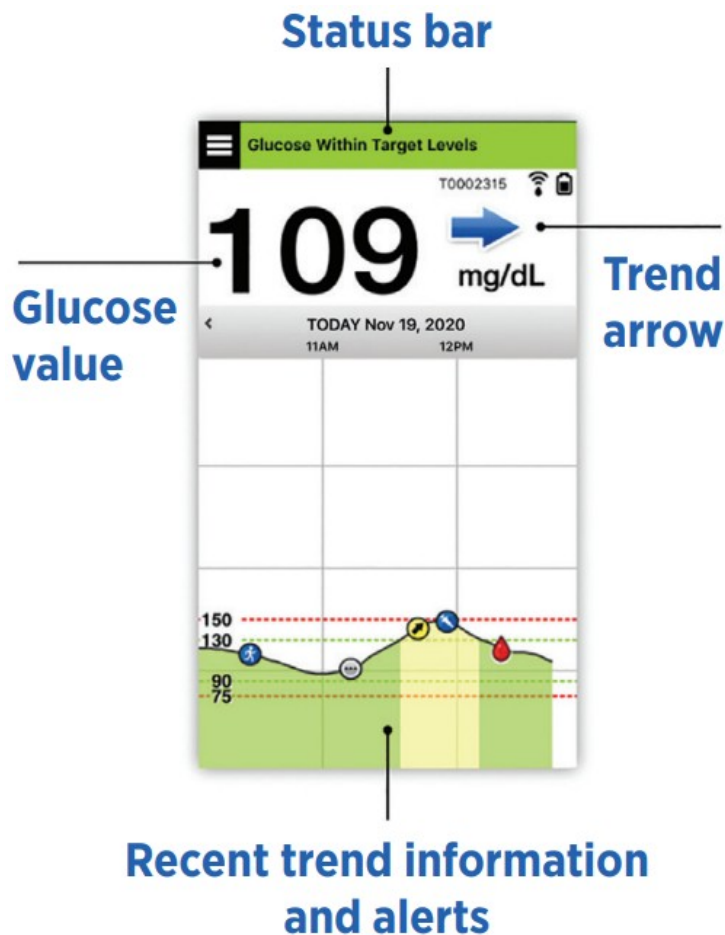 Status bar
Glucose Within Target Levels
T0002315
109
mg/dL
Glucose
value
Trend
arrow
TODAY Nov 19, 2020
11AM 12PM
150
130
90
75
Recent trend information
and alerts